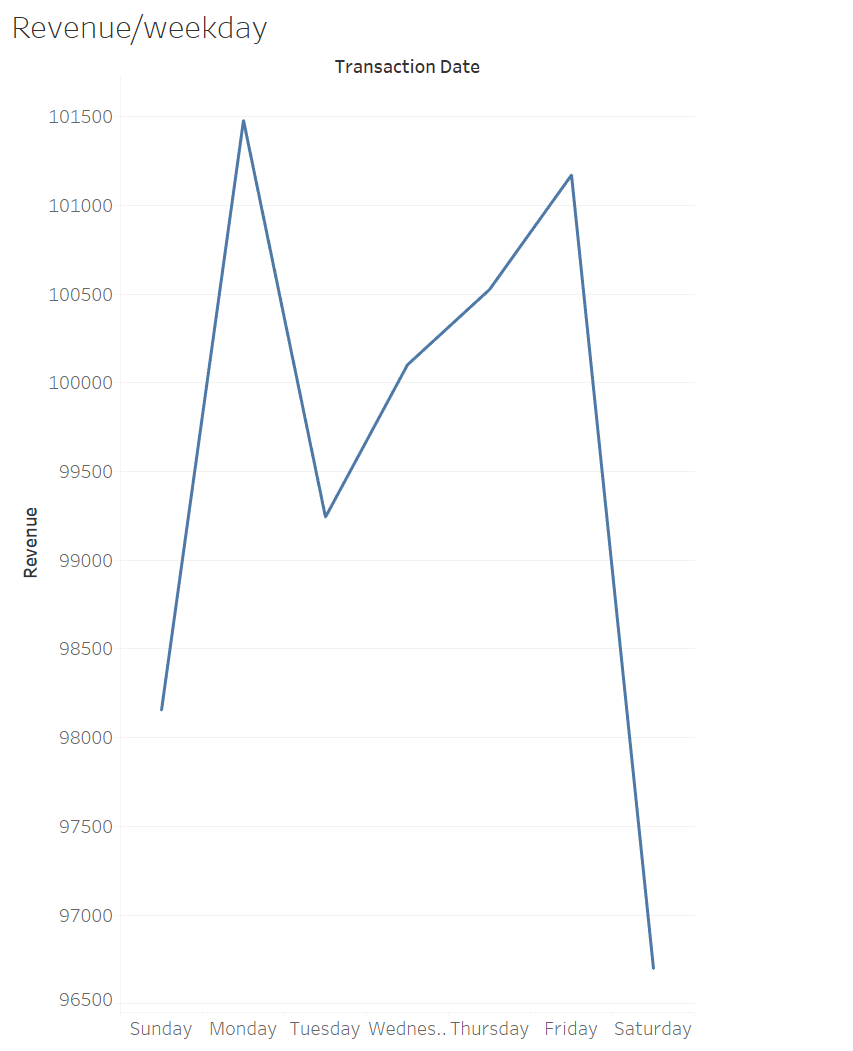 Revenue/weekday
Transaction Date
101500
101000
100500
100000
99500
99000
98500
98000
97500
97000
96500
Revenue
Sunday Monday Tuesday Wednes.. Thursday Friday Saturday